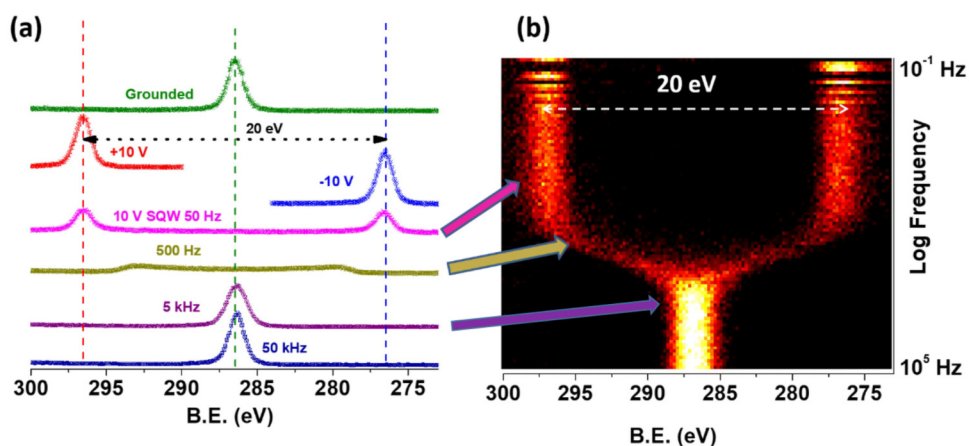 (a)
Grounded
20 eV
+10 V
-10 V
10 V SQW 50 Hz
500 Hz
5 kHz
50 kHz
300 295 290 285 280 275
B.E. (eV)
(b)
20 eV
10⁻¹ Hz
Log Frequency
10⁵ Hz
300 295 290 285 280 275
B.E. (eV)